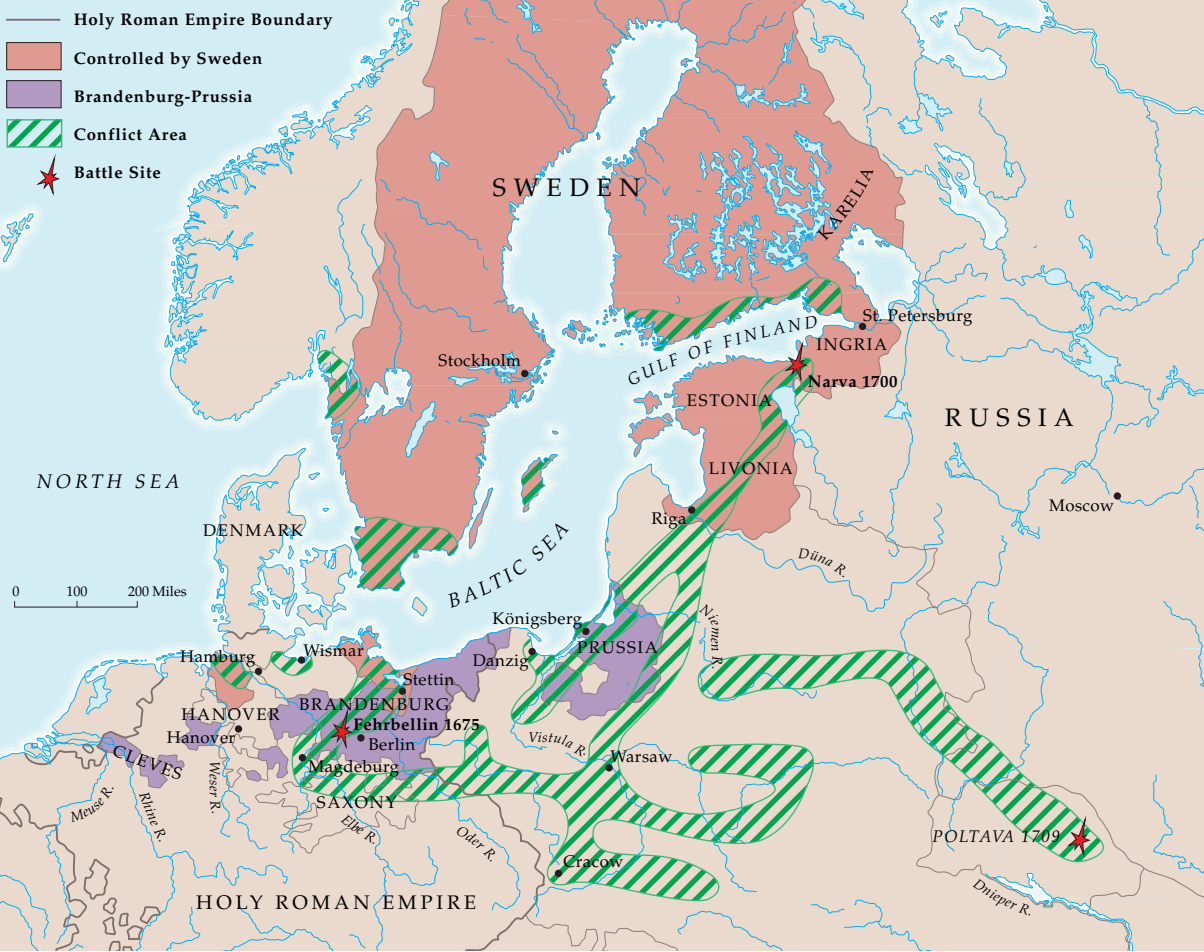 Holy Roman Empire Boundary
Controlled by Sweden
Brandenburg-Prussia
Conflict Area
Battle Site
SWEDEN
KARELIA
St. Petersburg
GULF OF FINLAND
INGRIA
Stockholm
Narva 1700
ESTONIA
RUSSIA
LIVONIA
NORTH SEA
Moscow
Riga
DENMARK
BALTIC SEA
Düna R.
0 100 200 Miles
Niemen R.
Königsberg
PRUSSIA
Danzig
Wismar
Hamburg
Stettin
BRANDENBURG
HANOVER
Fehrbellin 1675
Hanover
Berlin
Vistula R.
Warsaw
CLEVES
Magdeburg
Weser R.
SAXONY
Meuse R.
Rhine R.
Elbe R.
Oder R.
POLTAVA 1709
Cracow
Dnieper R.
HOLY ROMAN EMPIRE